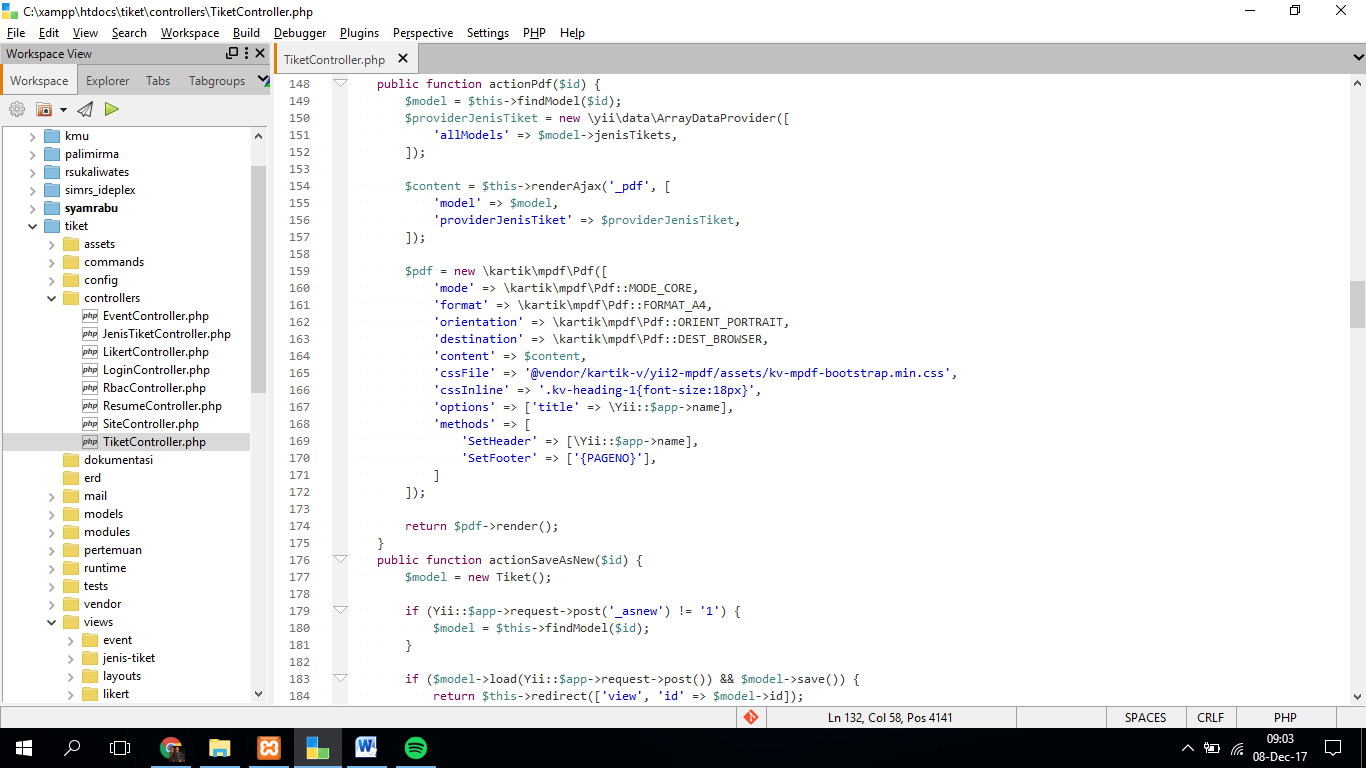 C:\xampp\htdocs\tiket\controllers\TiketController.php
File Edit View Search Workspace Build Debugger Plugins Perspective Settings PHP Help
Workspace View
Workspace Explorer Tabs Tabgroups
kmu
palimirma
rsukaliwates
simrs_ideplex
syamrabu
tiket
assets
commands
config
controllers
php EventController.php
php JenisTiketController.php
php LikertController.php
php LoginController.php
php RbacController.php
php ResumeController.php
php SiteController.php
php TiketController.php
dokumentasi
erd
mail
models
modules
pertemuan
runtime
tests
vendor
views
event
jenis-tiket
layouts
likert
TiketController.php
148 public function actionPdf($id) {
149 $model = $this->findModel($id);
150 $providerJenisTiket = new \yii\data\ArrayDataProvider([
151 'allModels' => $model->jenisTikets,
152 ]);
153
154 $content = $this->renderAjax('_pdf', [
155 'model' => $model,
156 'providerJenisTiket' => $providerJenisTiket,
157 ]);
158
159 $pdf = new \kartik\mpdf\Pdf([
160 'mode' => \kartik\mpdf\Pdf::MODE_CORE,
161 'format' => \kartik\mpdf\Pdf::FORMAT_A4,
162 'orientation' => \kartik\mpdf\Pdf::ORIENT_PORTRAIT,
163 'destination' => \kartik\mpdf\Pdf::DEST_BROWSER,
164 'content' => $content,
165 'cssFile' => '@vendor/kartik-v/yii2-mpdf/assets/kv-mpdf-bootstrap.min.css',
166 'cssInline' => '.kv-heading-1{font-size:18px}',
167 'options' => ['title' => \Yii::$app->name],
168 'methods' => [
169 'SetHeader' => [\Yii::$app->name],
170 'SetFooter' => ['{PAGENO}'],
171 ]
172 ]);
173
174 return $pdf->render();
175 }
176 public function actionSaveAsNew($id) {
177 $model = new Tiket();
178
179 if (Yii::$app->request->post('_asnew') != '1') {
180 $model = $this->findModel($id);
181 }
182
183 if ($model->load(Yii::$app->request->post()) && $model->save()) {
184 return $this->redirect(['view', 'id' => $model->id]);
Ln 132, Col 58, Pos 4141 SPACES CRLF PHP
09:03
08-Dec-17